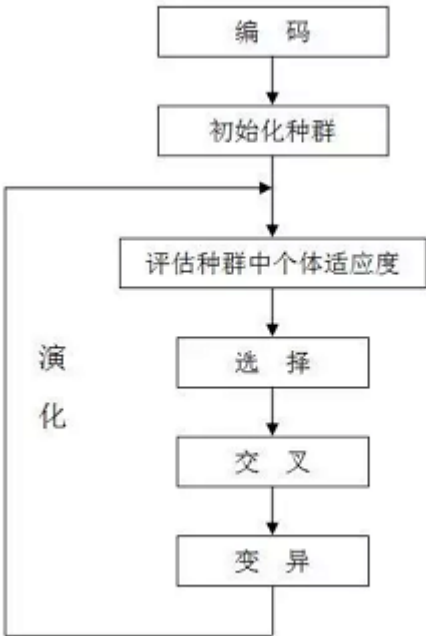 编 码
初始化种群
评估种群中个体适应度
选 择
演
化
交 叉
变 异